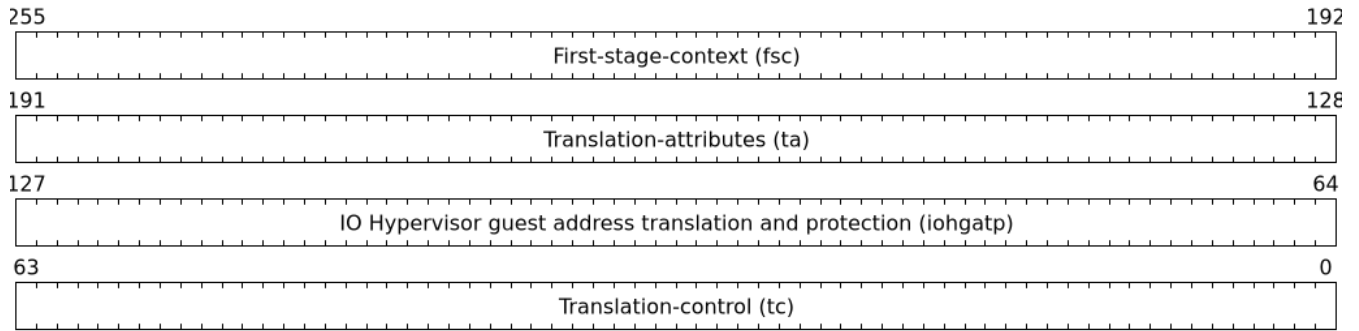 255 192
First-stage-context (fsc)
191 128
Translation-attributes (ta)
127 64
IO Hypervisor guest address translation and protection (iohgatp)
63 0
Translation-control (tc)